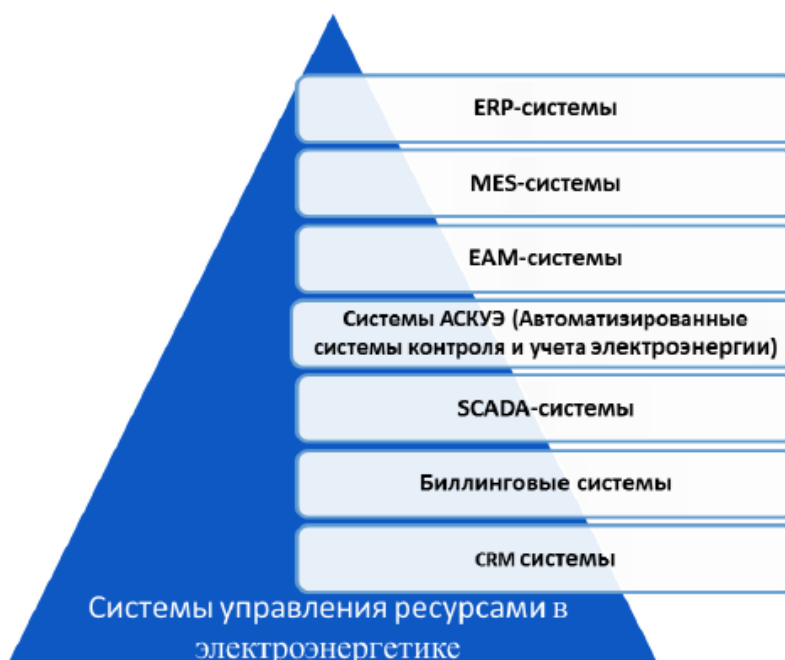 ERP-системы
MES-системы
EAM-системы
Системы АСКУЭ (Автоматизированные
системы контроля и учета электроэнергии)
SCADA-системы
Биллинговые системы
CRM системы
Системы управления ресурсами в
электроэнергетике